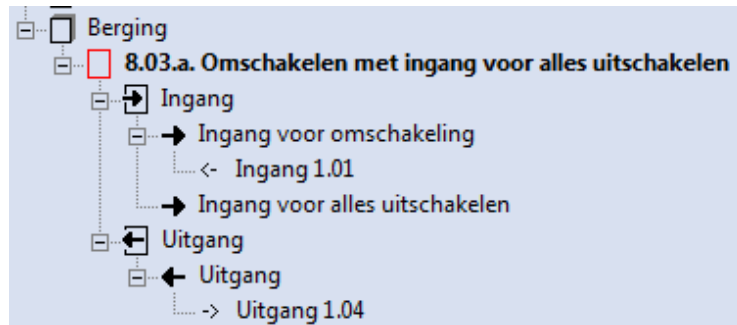 Berging
8.03.a. Omschakelen met ingang voor alles uitschakelen
Ingang
Ingang voor omschakeling
<- Ingang 1.01
Ingang voor alles uitschakelen
Uitgang
Uitgang
-> Uitgang 1.04